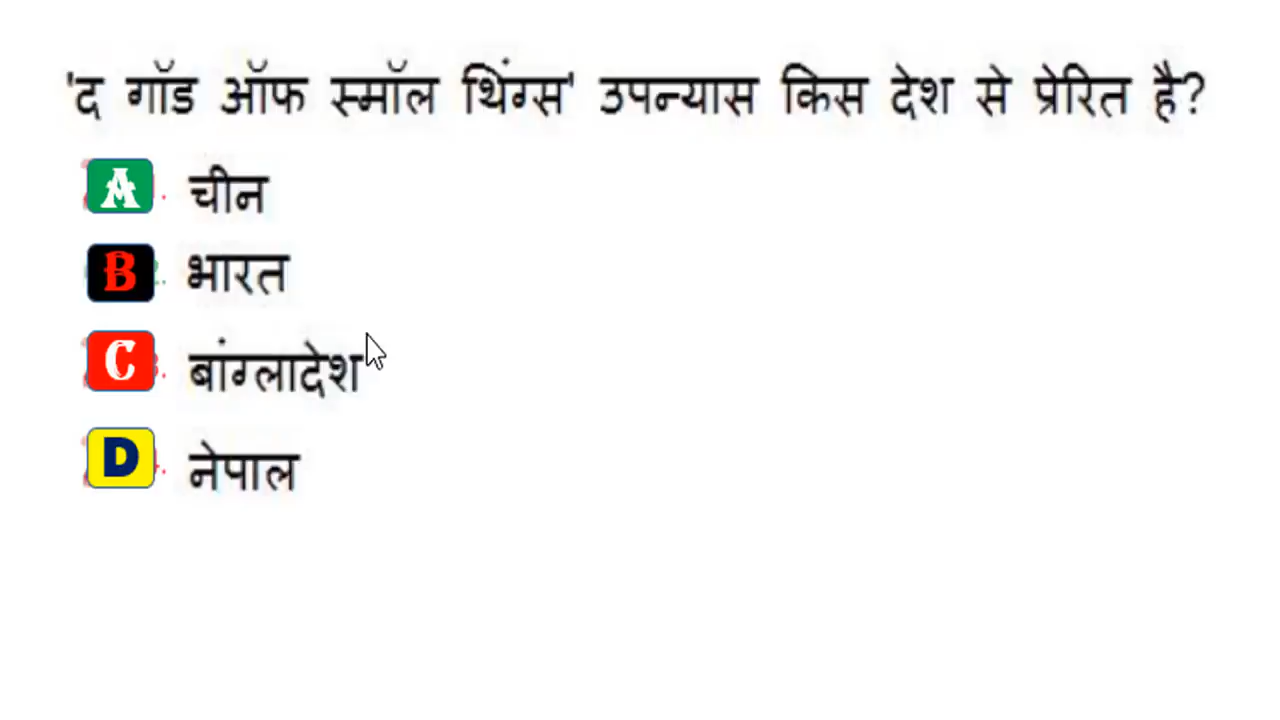 'द गॉड ऑफ स्मॉल थिंग्स' उपन्यास किस देश से प्रेरित है?
A . चीन
B . भारत
C . बांग्लादेश
D . नेपाल